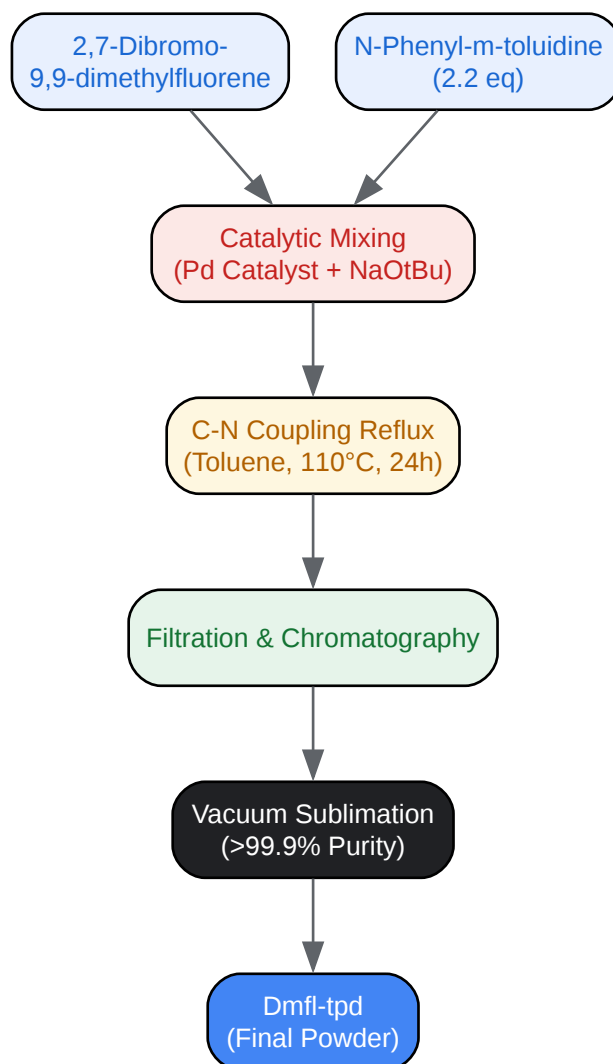 2,7-Dibromo-
9,9-dimethylfluorene
N-Phenyl-m-toluidine
(2.2 eq)
Catalytic Mixing
(Pd Catalyst + NaOtBu)
C-N Coupling Reflux
(Toluene, 110°C, 24h)
Filtration & Chromatography
Vacuum Sublimation
(>99.9% Purity)
Dmfl-tpd
(Final Powder)